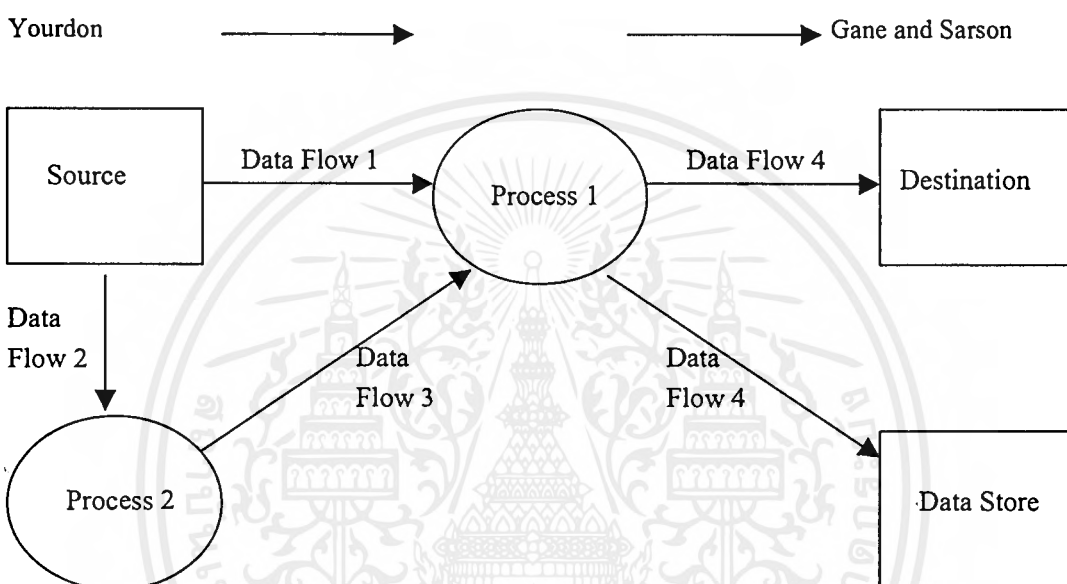 Yourdon
Gane and Sarson
Source
Data Flow 1
Process 1
Data Flow 4
Destination
Data
Flow 2
Data
Flow 3
Data
Flow 4
Process 2
Data Store